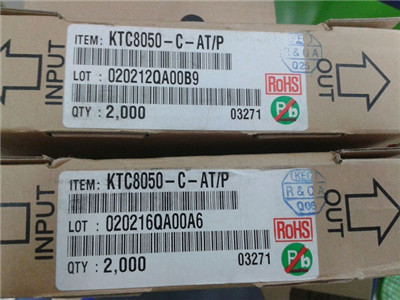 INPUT
ITEM: KTC8050-C-AT/P
LOT : 020212QA00B9
QTY : 2,000
03271
RoHS
Pb
R & Q A
OUT
INPUT
ITEM: KTC8050-C-AT/P
LOT : 020216QA00A6
QTY : 2,000
03271
RoHS
Pb
KEC
R & Q A
OUT